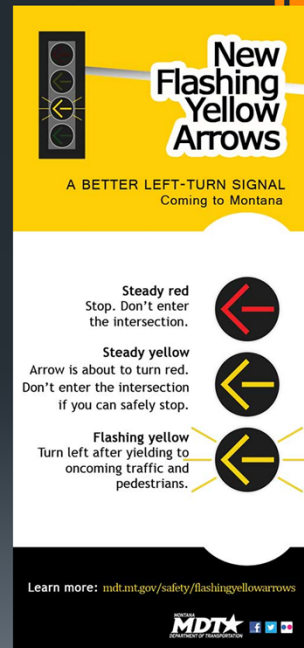 New
Flashing
Yellow
Arrows
A BETTER LEFT-TURN SIGNAL
Coming to Montana
Steady red
Stop. Don't enter
the intersection.
Steady yellow
Arrow is about to turn red.
Don't enter the intersection
if you can safely stop.
Flashing yellow
Turn left after yielding to
oncoming traffic and
pedestrians.
Learn more: mdt.mt.gov/safety/flashingyellowarrows
MONTANA
MDT
DEPARTMENT OF TRANSPORTATION